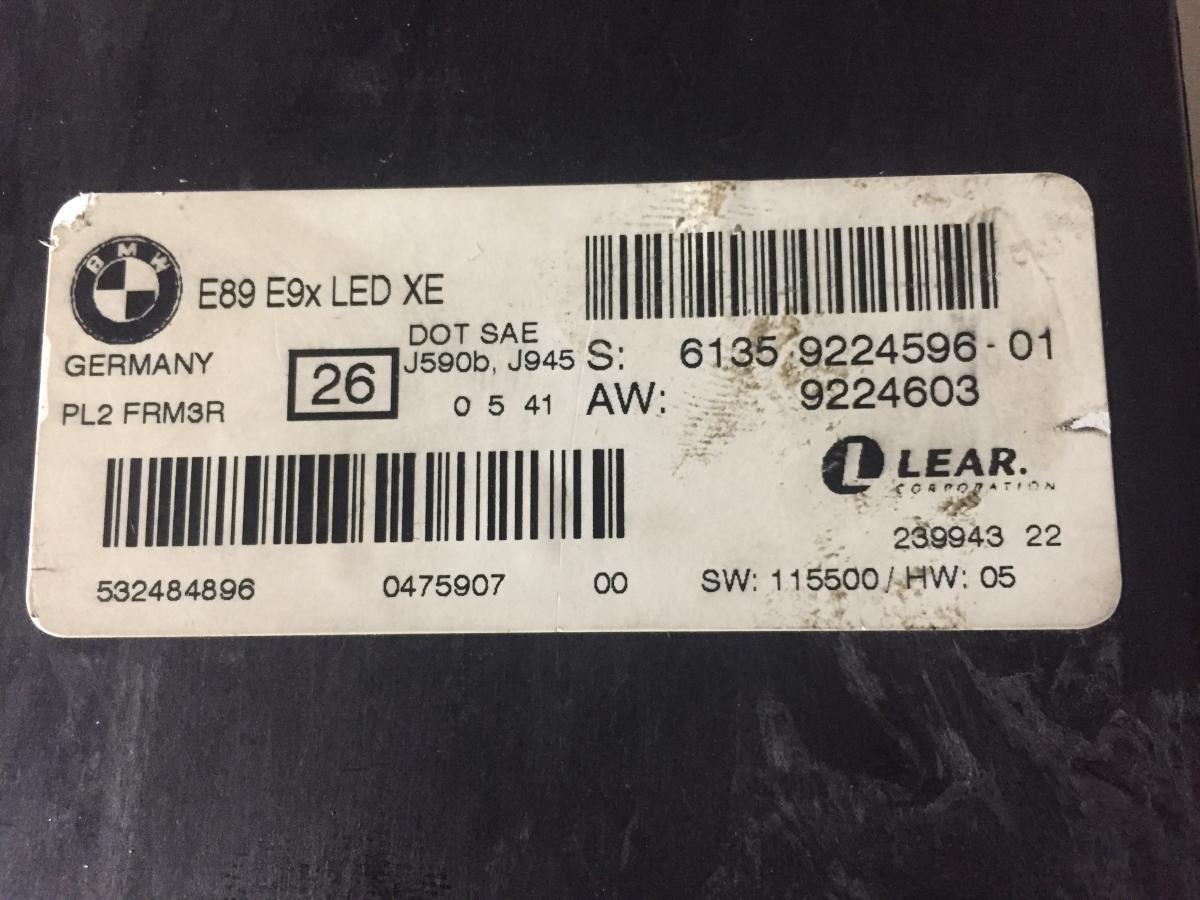 BMW
E89 E9x LED XE
GERMANY
PL2 FRM3R
26
DOT SAE
J590b, J945
0 5 41
S: 6135 9224596-01
AW: 9224603
L LEAR.
CORPORATION
239943 22
532484896 0475907 00
SW: 115500/HW: 05